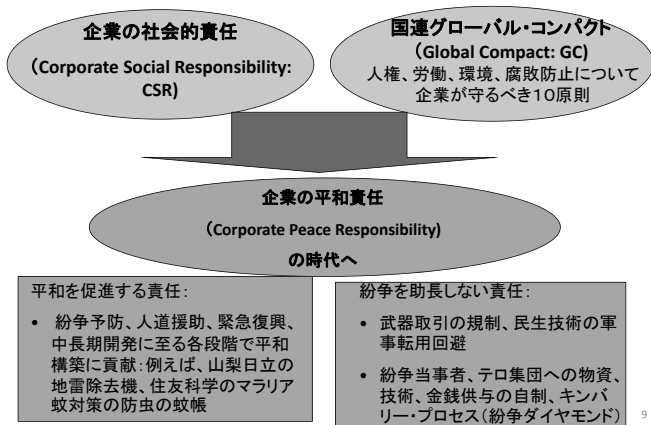 企業の社会的責任
（Corporate Social Responsibility:
CSR)
国連グローバル・コンパクト
（Global Compact: GC)
人権、労働、環境、腐敗防止について
企業が守るべき１０原則
企業の平和責任
（Corporate Peace Responsibility)
の時代へ
平和を促進する責任：
• 紛争予防、人道援助、緊急復興、
中長期開発に至る各段階で平和
構築に貢献：例えば、山梨日立の
地雷除去機、住友科学のマラリア
蚊対策の防虫の蚊帳
紛争を助長しない責任：
• 武器取引の規制、民生技術の軍
事転用回避
• 紛争当事者、テロ集団への物資、
技術、金銭供与の自制、キンバ
リー・プロセス（紛争ダイヤモンド）
9